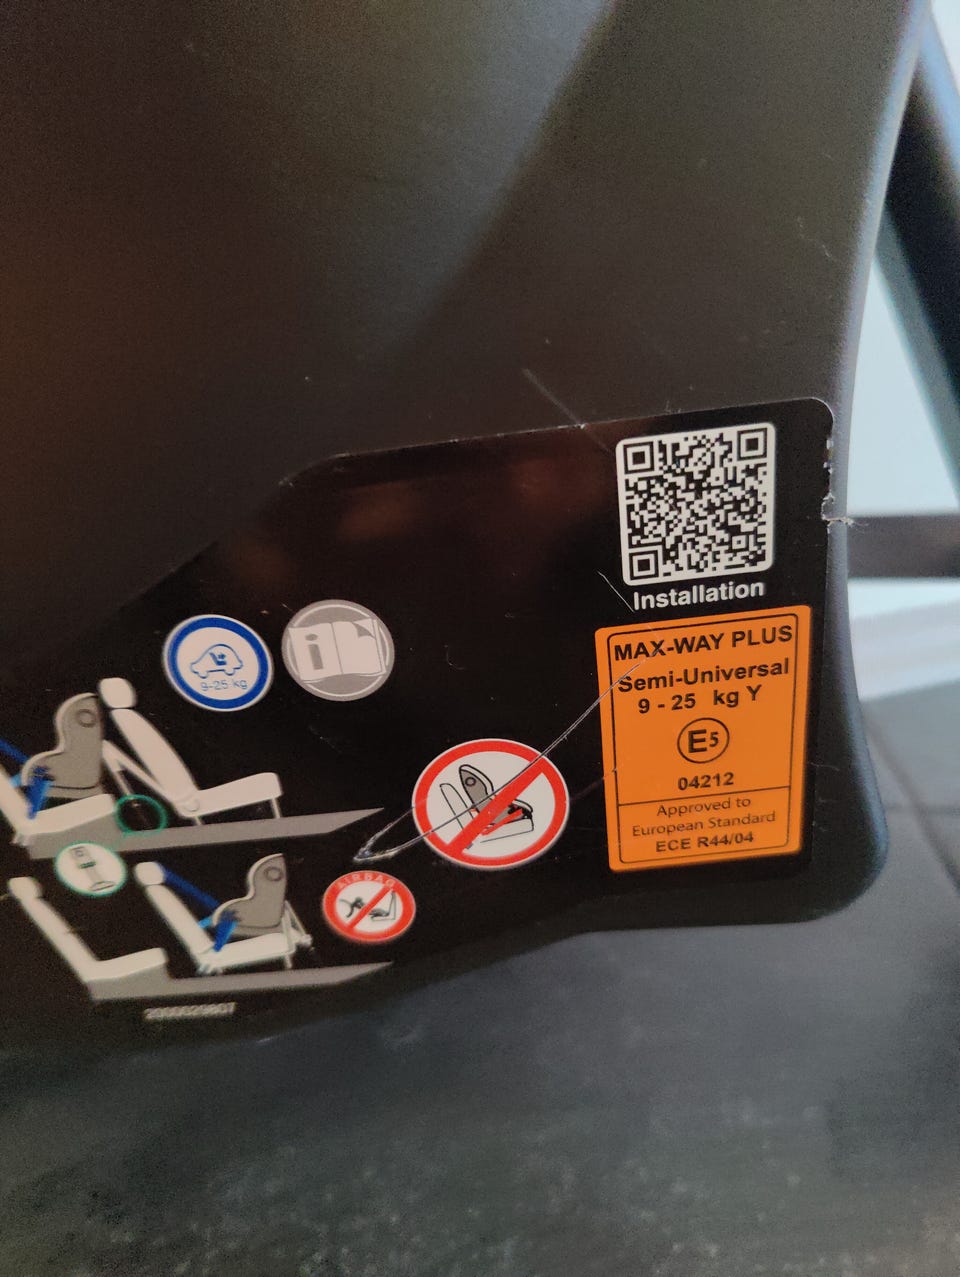 Installation
MAX-WAY PLUS
Semi-Universal
9 - 25 kg Y
E5
04212
Approved to
European Standard
ECE R44/04
9-25 kg
i
AIRBAG